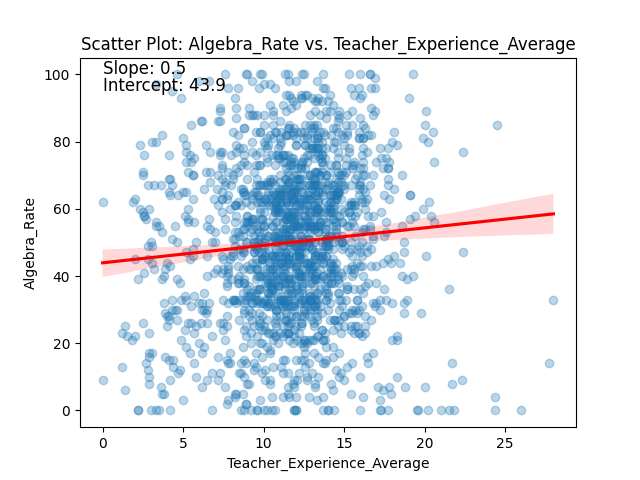 Scatter Plot: Algebra_Rate vs. Teacher_Experience_Average
Slope: 0.5
Intercept: 43.9
100
80
60
40
20
0
Algebra_Rate
0 5 10 15 20 25
Teacher_Experience_Average